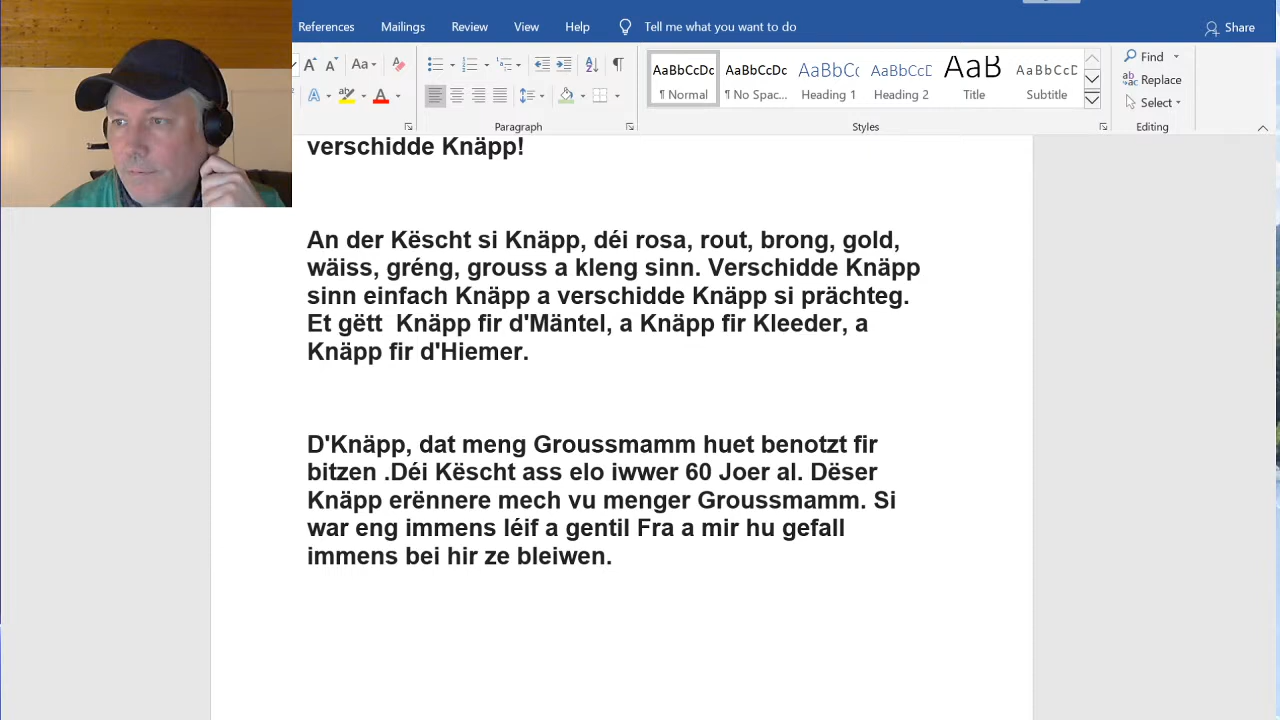 References Mailings Review View Help Tell me what you want to do Share
Aa
A A
AaBbCcDc AaBbCcDc AaBbCc AaBbCcD AaB AaBbCcD
¶ Normal ¶ No Spac... Heading 1 Heading 2 Title Subtitle
Find
Replace
Select
Paragraph Styles Editing
verschidde Knäpp!
An der Këscht si Knäpp, déi rosa, rout, brong, gold,
wäiss, gréng, grouss a kleng sinn. Verschidde Knäpp
sinn einfach Knäpp a verschidde Knäpp si prächteg.
Et gëtt Knäpp fir d'Mäntel, a Knäpp fir Kleeder, a
Knäpp fir d'Hiemer.
D'Knäpp, dat meng Groussmamm huet benotzt fir
bitzen .Déi Këscht ass elo iwwer 60 Joer al. Dëser
Knäpp erënnere mech vu menger Groussmamm. Si
war eng immens léif a gentil Fra a mir hu gefall
immens bei hir ze bleiwen.